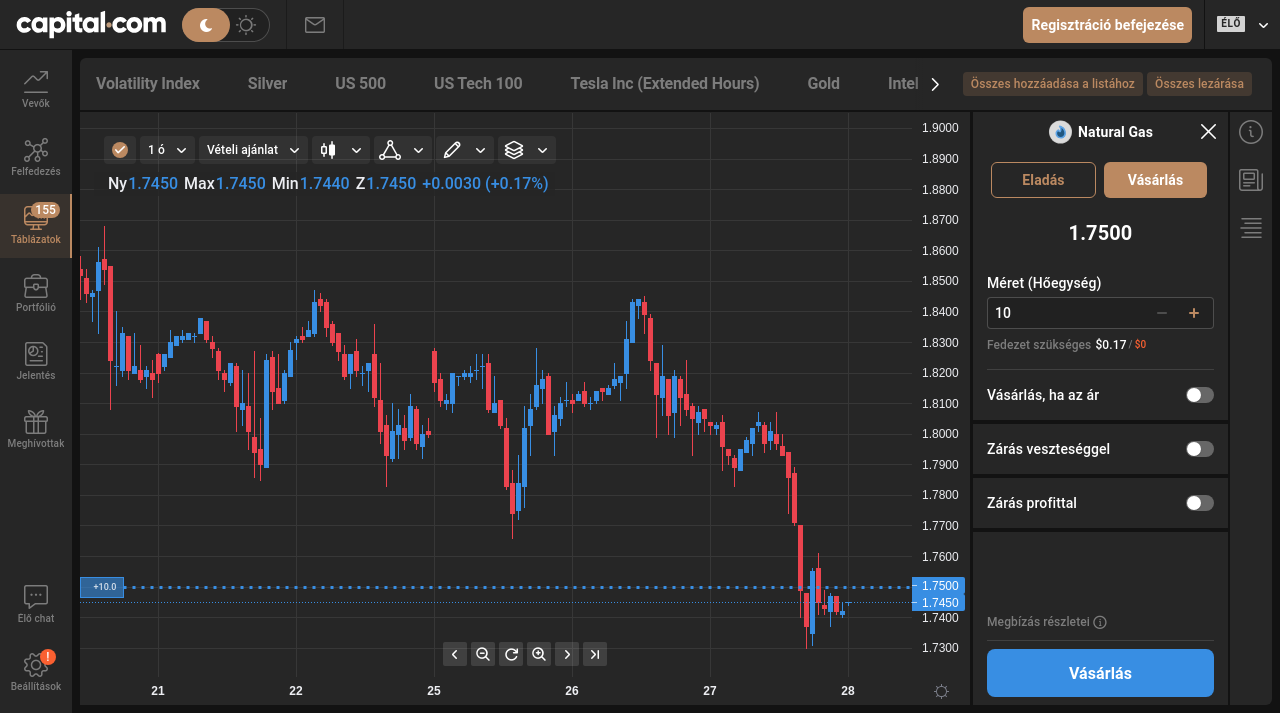 capital.com
Regisztráció befejezése
ÉLŐ
Vevők
Felfedezés
155
Táblázatok
Portfólió
Jelentés
Meghívottak
Elő chat
!
Beállítások
Volatility Index Silver US 500 US Tech 100 Tesla Inc (Extended Hours) Gold Intel
Összes hozzáadása a listához Összes lezárása
1 ó Vételi ajánlat
Ny 1.7450 Max 1.7450 Min 1.7440 Z 1.7450 +0.0030 (+0.17%)
1.9000
1.8900
1.8800
1.8700
1.8600
1.8500
1.8400
1.8300
1.8200
1.8100
1.8000
1.7900
1.7800
1.7700
1.7600
+10.0
1.7500
1.7450
1.7400
1.7300
21 22 25 26 27 28
Natural Gas
Eladás Vásárlás
1.7500
Méret (Hőegység)
10
Fedezet szükséges $0.17 / $0
Vásárlás, ha az ár
Zárás veszteséggel
Zárás profittal
Megbízás részletei
Vásárlás